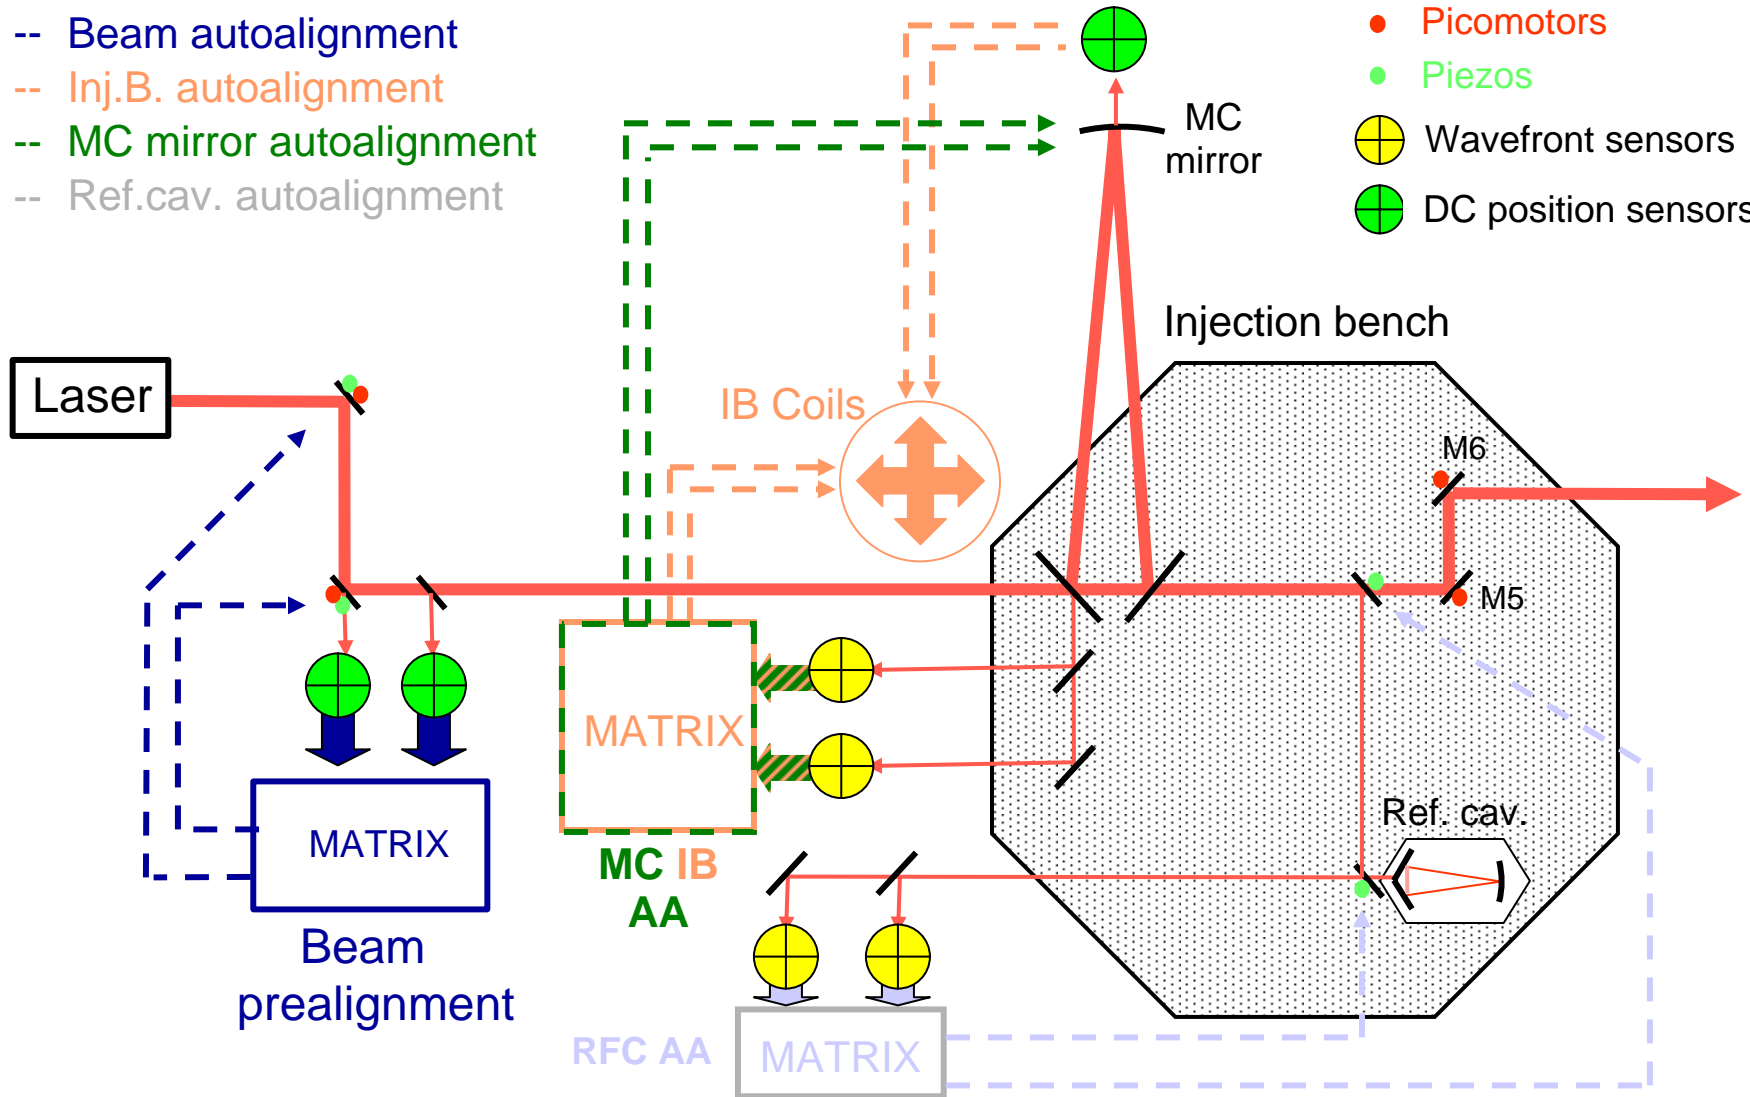 -- Beam autoalignment
-- Inj.B. autoalignment
-- MC mirror autoalignment
-- Ref.cav. autoalignment
Picomotors
Piezos
Wavefront sensors
DC position sensors
MC
mirror
Injection bench
Laser
IB Coils
M6
M5
MATRIX
MC IB
AA
MATRIX
Beam
prealignment
Ref. cav.
RFC AA
MATRIX